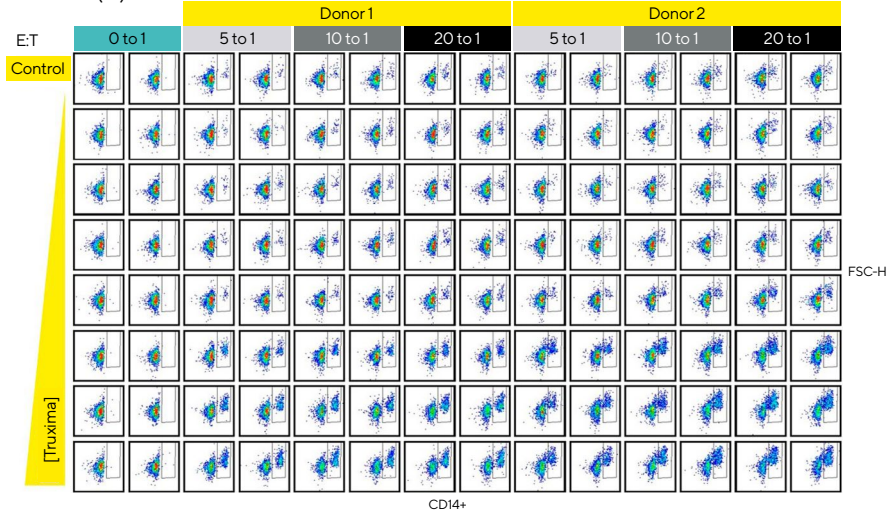 Donor 1 Donor 2
E:T 0 to 1 5 to 1 10 to 1 20 to 1 5 to 1 10 to 1 20 to 1
Control
FSC-H
[Truxima]
CD14+